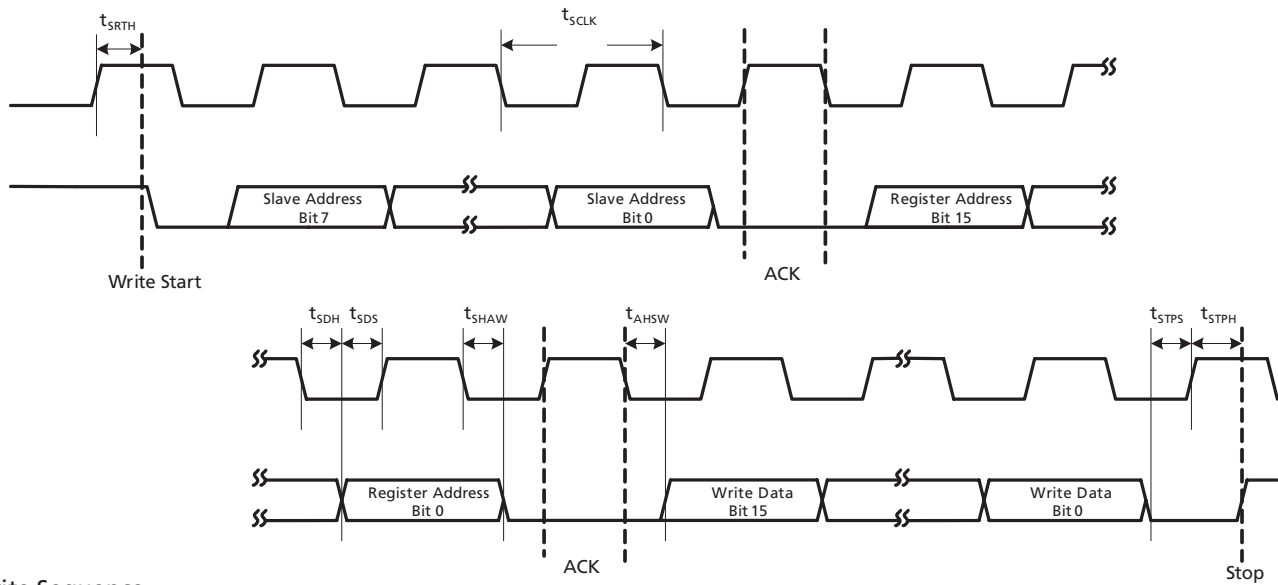 tSRTH
tSCLK
Slave Address
Bit 7
Slave Address
Bit 0
Register Address
Bit 15
Write Start
ACK
tSDH
tSDS
tSHAW
tAHSW
tSTPS
tSTPH
Register Address
Bit 0
Write Data
Bit 15
Write Data
Bit 0
ACK
Stop